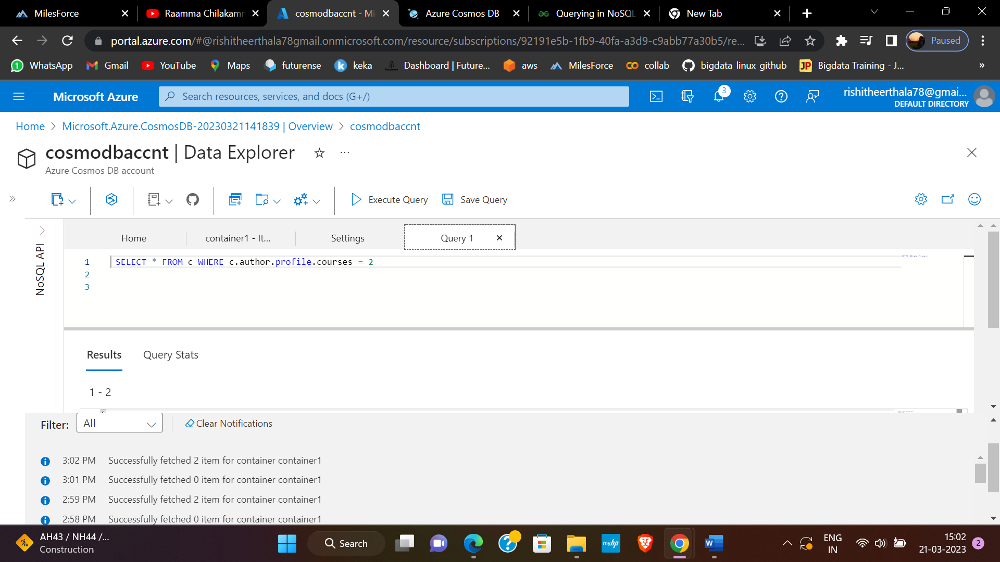 MilesForce
Raamma Chilakamm
cosmodbaccnt - Mi
Azure Cosmos DB
Querying in NoSQL
New Tab
portal.azure.com/#@rishitheerthala78gmail.onmicrosoft.com/resource/subscriptions/92191e5b-1fb9-40fa-a3d9-c9abb77a30b5/re...
Paused
WhatsApp
Gmail
YouTube
Maps
futurense
keka
Dashboard | Future...
aws
MilesForce
collab
bigdata_linux_github
Bigdata Training - J...
Microsoft Azure
Search resources, services, and docs (G+/)
3
rishitheerthala78@gmai...
DEFAULT DIRECTORY
Home > Microsoft.Azure.CosmosDB-20230321141839 | Overview > cosmodbaccnt
cosmodbaccnt | Data Explorer
Azure Cosmos DB account
Execute Query
Save Query
NoSQL API
Home
container1 - It...
Settings
Query 1
1 SELECT * FROM c WHERE c.author.profile.courses = 2
2
3
Results
Query Stats
1 - 2
Filter:
All
Clear Notifications
3:02 PM Successfully fetched 2 item for container container1
3:01 PM Successfully fetched 0 item for container container1
2:59 PM Successfully fetched 2 item for container container1
2:58 PM Successfully fetched 0 item for container container1
AH43 / NH44 /...
Construction
Search
myhp
ENG
IN
15:02
21-03-2023
2